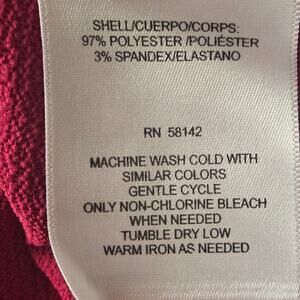 SHELL/CUERPO/CORPS:
97% POLYESTER /POLIÉSTER
3% SPANDEX/ELASTANO
RN 58142
MACHINE WASH COLD WITH
SIMILAR COLORS
GENTLE CYCLE
ONLY NON-CHLORINE BLEACH
WHEN NEEDED
TUMBLE DRY LOW
WARM IRON AS NEEDED